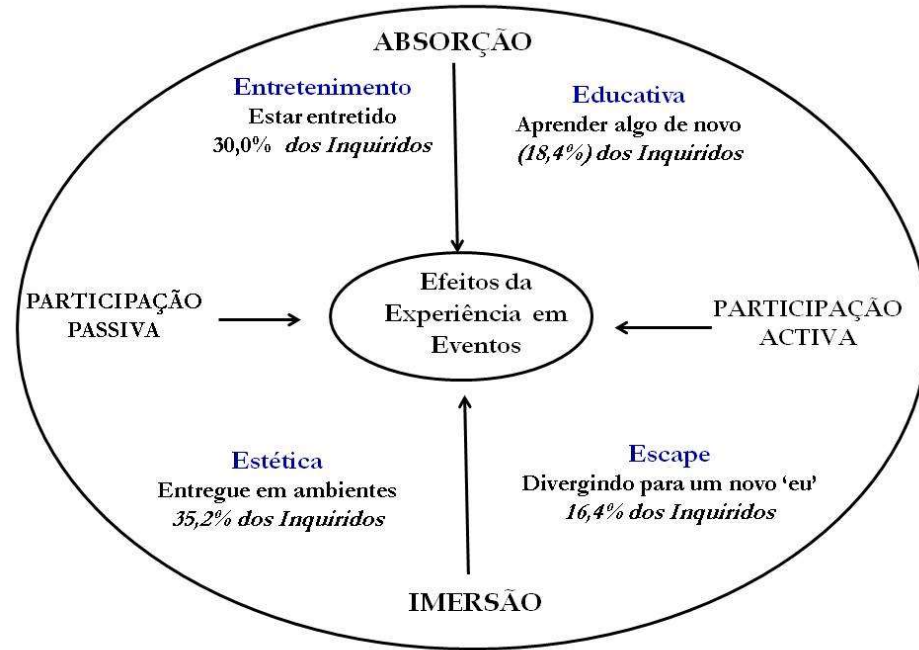 ABSORÇÃO
Entretenimento
Estar entretido
30,0% dos Inquiridos
Educativa
Aprender algo de novo
(18,4%) dos Inquiridos
PARTICIPAÇÃO
PASSIVA
Efeitos da
Experiência em
Eventos
PARTICIPAÇÃO
ACTIVA
Estética
Entregue em ambientes
35,2% dos Inquiridos
Escape
Divergindo para um novo ‘eu’
16,4% dos Inquiridos
IMERSÃO